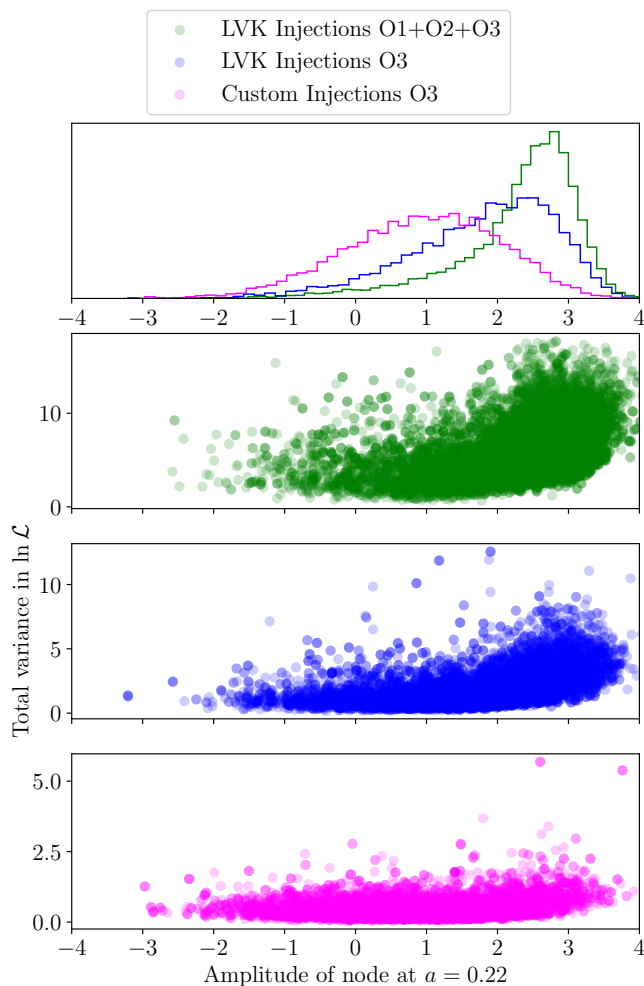 LVK Injections O1+O2+O3
LVK Injections O3
Custom Injections O3
−4 −3 −2 −1 0 1 2 3 4
10
0
10
5
0
Total variance in ln ℒ
5.0
2.5
0.0
−4 −3 −2 −1 0 1 2 3 4
Amplitude of node at a = 0.22